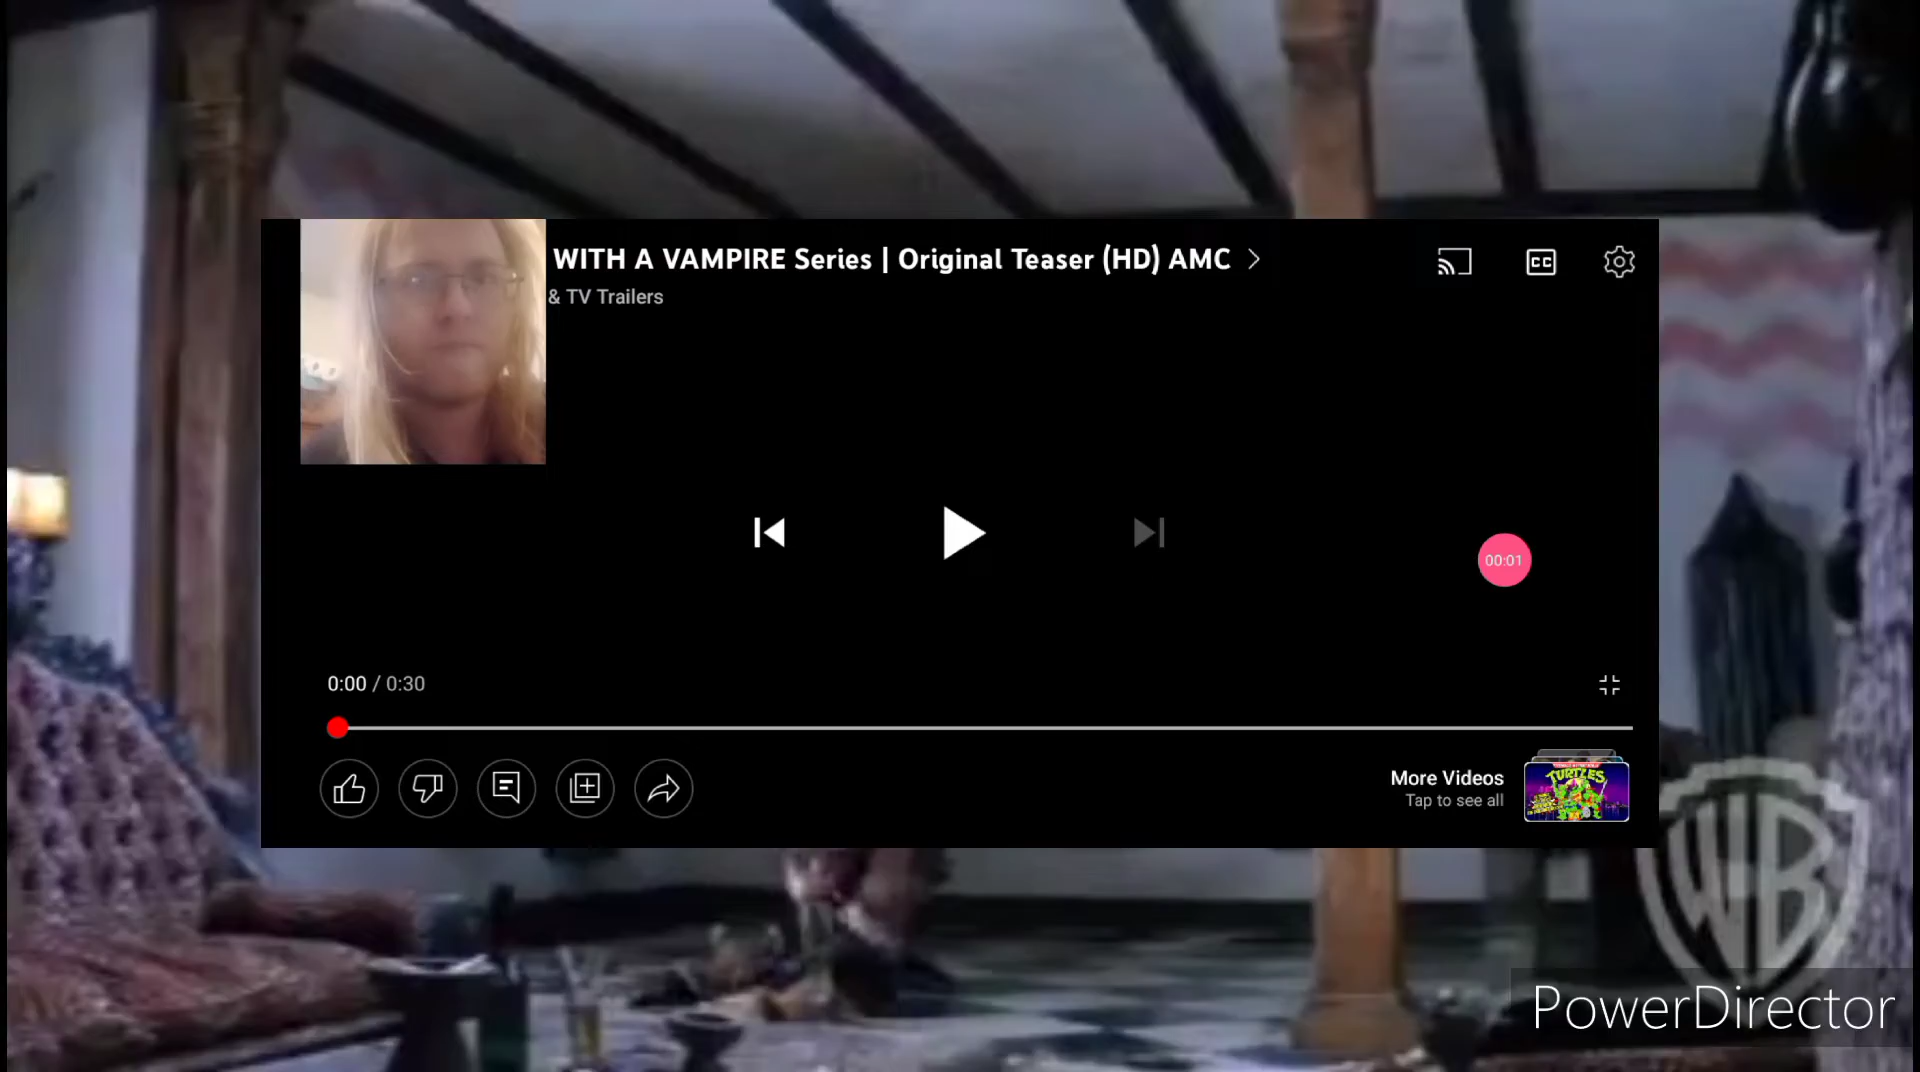 WITH A VAMPIRE Series | Original Teaser (HD) AMC
& TV Trailers
CC
00:01
0:00 / 0:30
More Videos
Tap to see all
TURTLES
WB
PowerDirector